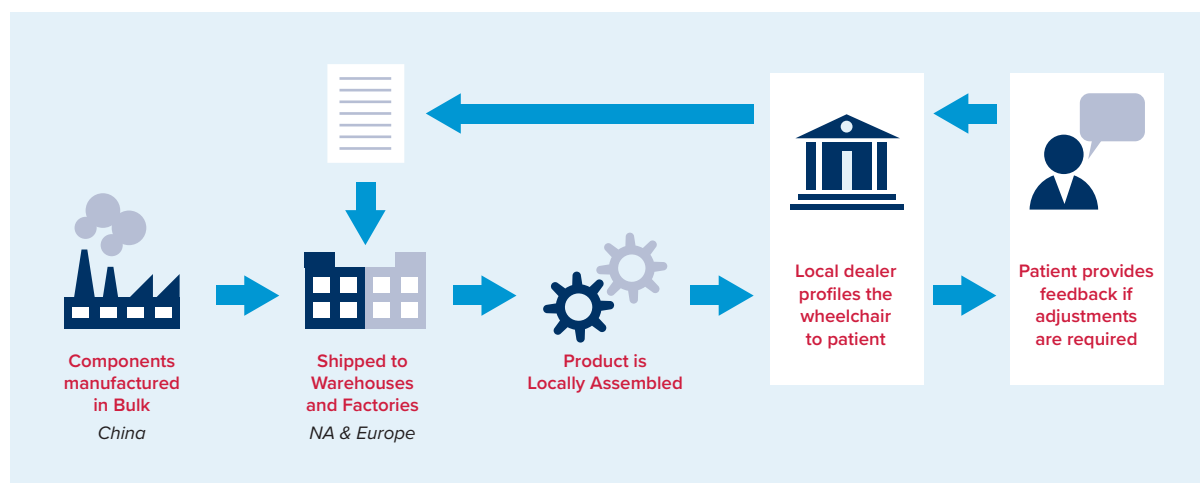 Components
manufactured
in Bulk
China
Shipped to
Warehouses
and Factories
NA & Europe
Product is
Locally Assembled
Local dealer
profiles the
wheelchair
to patient
Patient provides
feedback if
adjustments
are required